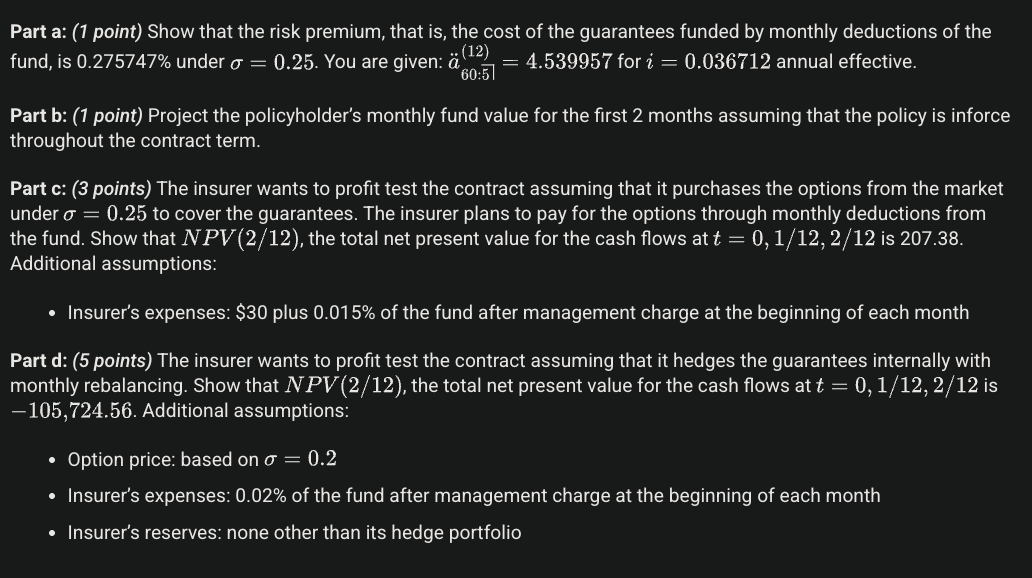 Part a: (1 point) Show that the risk premium, that is, the cost of the guarantees funded by monthly deductions of the
fund, is 0.275747% under σ = 0.25. You are given: ä^{(12)}_{60:5̅|} = 4.539957 for i = 0.036712 annual effective.
Part b: (1 point) Project the policyholder's monthly fund value for the first 2 months assuming that the policy is inforce
throughout the contract term.
Part c: (3 points) The insurer wants to profit test the contract assuming that it purchases the options from the market
under σ = 0.25 to cover the guarantees. The insurer plans to pay for the options through monthly deductions from
the fund. Show that NPV(2/12), the total net present value for the cash flows at t = 0, 1/12, 2/12 is 207.38.
Additional assumptions:
• Insurer's expenses: $30 plus 0.015% of the fund after management charge at the beginning of each month
Part d: (5 points) The insurer wants to profit test the contract assuming that it hedges the guarantees internally with
monthly rebalancing. Show that NPV(2/12), the total net present value for the cash flows at t = 0, 1/12, 2/12 is
−105,724.56. Additional assumptions:
• Option price: based on σ = 0.2
• Insurer's expenses: 0.02% of the fund after management charge at the beginning of each month
• Insurer's reserves: none other than its hedge portfolio